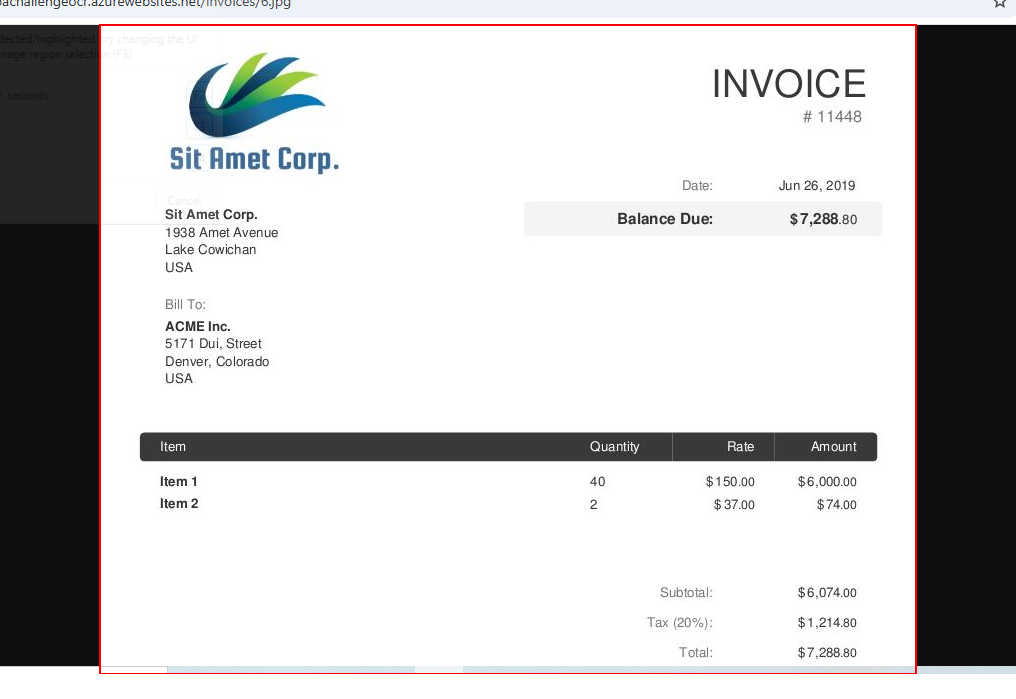 achallengeocr.azurewebsites.net/invoices/6.jpg
tected/highlighted, try changing the UI
mage region selection (F3).
seconds
INVOICE
# 11448
Sit Amet Corp.
Date: Jun 26, 2019
Cancel
Sit Amet Corp.
Balance Due: $7,288.80
1938 Amet Avenue
Lake Cowichan
USA
Bill To:
ACME Inc.
5171 Dui, Street
Denver, Colorado
USA
Item Quantity Rate Amount
Item 1 40 $150.00 $6,000.00
Item 2 2 $37.00 $74.00
Subtotal: $6,074.00
Tax (20%): $1,214.80
Total: $7,288.80